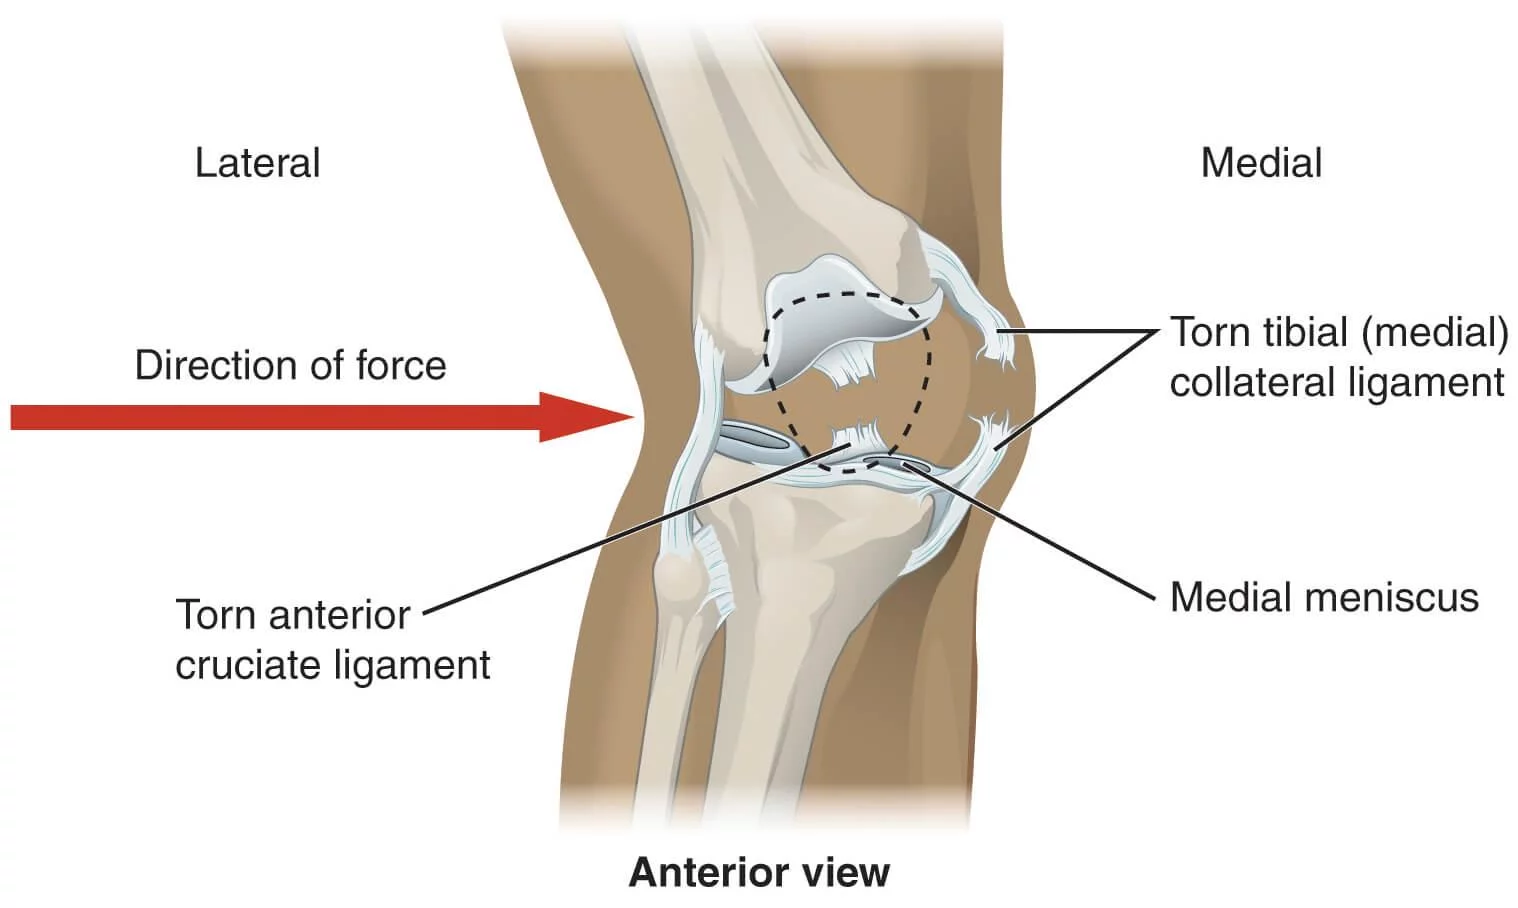 Lateral
Medial
Direction of force
Torn tibial (medial)
collateral ligament
Torn anterior
cruciate ligament
Medial meniscus
Anterior view